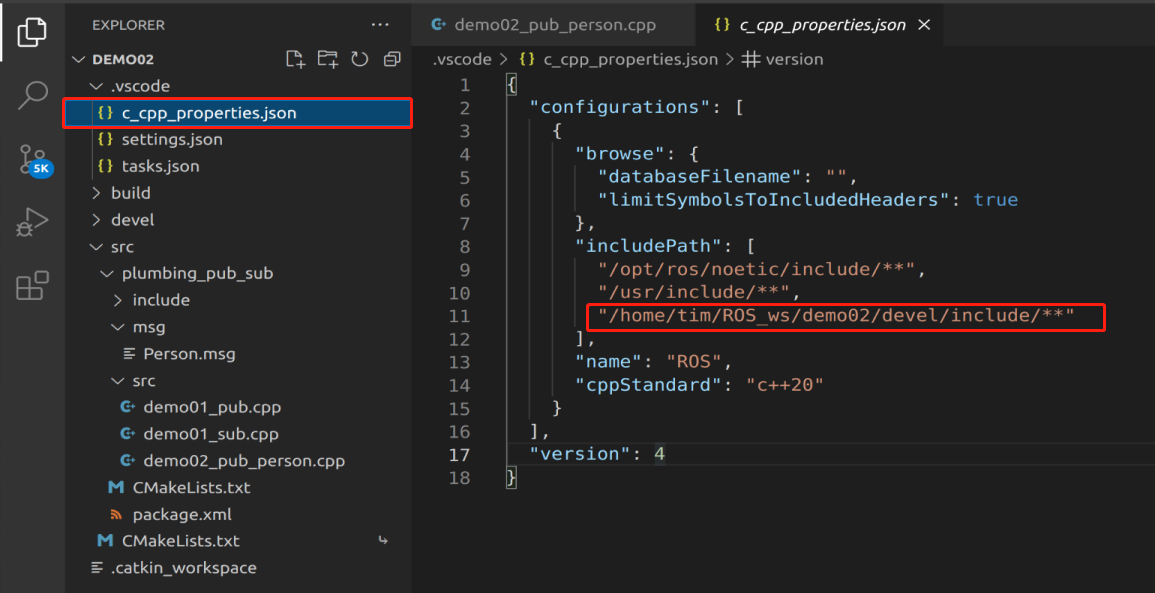 EXPLORER
DEMO02
.vscode
{} c_cpp_properties.json
{} settings.json
5K
{} tasks.json
build
devel
src
plumbing_pub_sub
include
msg
Person.msg
src
demo01_pub.cpp
demo01_sub.cpp
demo02_pub_person.cpp
CMakeLists.txt
package.xml
CMakeLists.txt
.catkin_workspace
demo02_pub_person.cpp
{} c_cpp_properties.json
.vscode > {} c_cpp_properties.json > # version
1 {
2 "configurations": [
3 {
4 "browse": {
5 "databaseFilename": "",
6 "limitSymbolsToIncludedHeaders": true
7 },
8 "includePath": [
9 "/opt/ros/noetic/include/**",
10 "/usr/include/**",
11 "/home/tim/ROS_ws/demo02/devel/include/**"
12 ],
13 "name": "ROS",
14 "cppStandard": "c++20"
15 }
16 ],
17 "version": 4
18 }